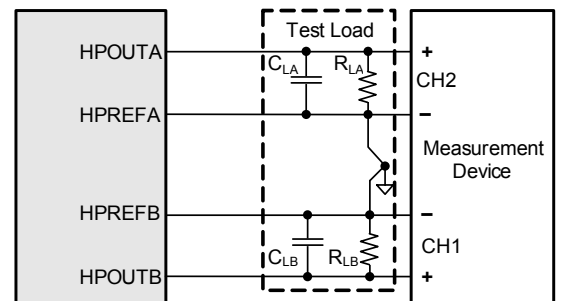 Test Load
HPOUTA
CLA
RLA
+
CH2
HPREFA
−
Measurement
Device
HPREFB
−
CLB
RLB
CH1
HPOUTB
+